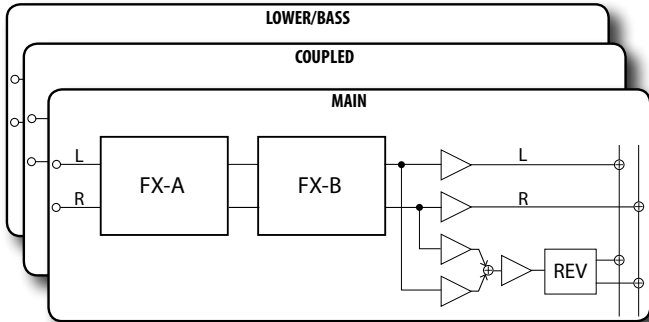 LOWER/BASS
COUPLED
MAIN
L
FX-A
FX-B
L
R
R
REV